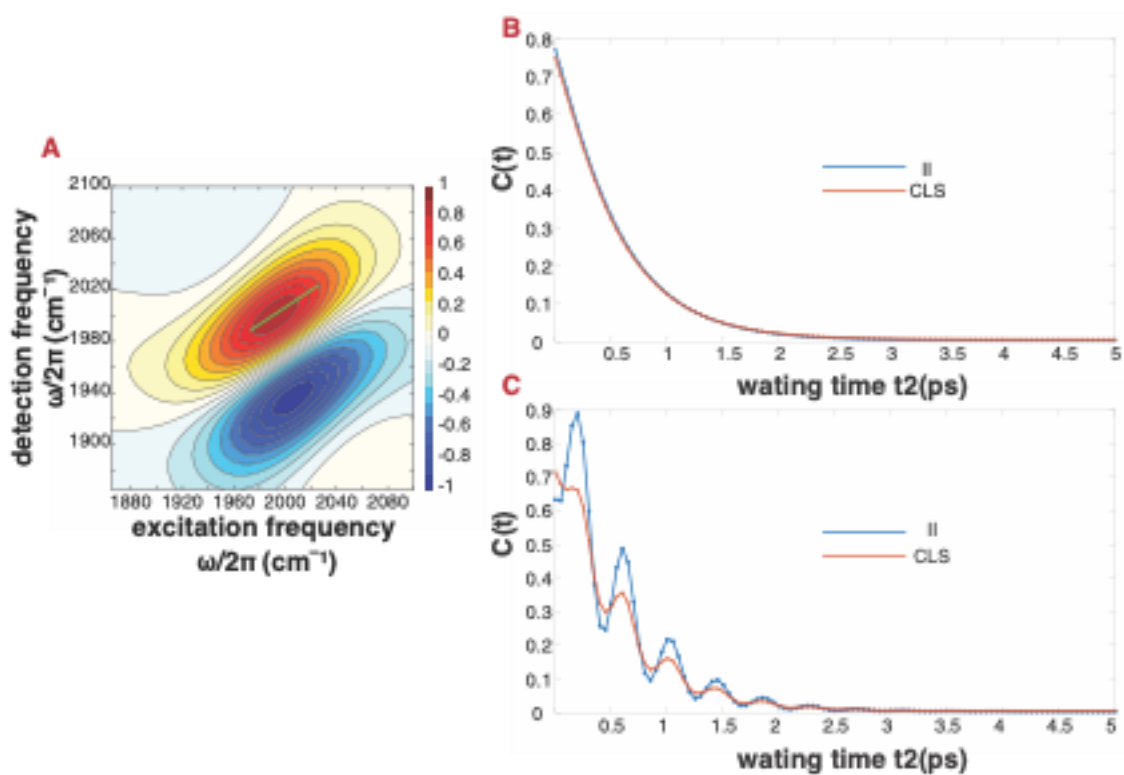 A
2100
2060
2020
1980
1940
1900
detection frequency
ω/2π (cm⁻¹)
1880 1920 1960 2000 2040 2080
excitation frequency
ω/2π (cm⁻¹)
1
0.8
0.6
0.4
0.2
0
-0.2
-0.4
-0.6
-0.8
-1
B
0.8
0.7
0.6
0.5
0.4
0.3
0.2
0.1
0
C(t)
II
CLS
0.5 1 1.5 2 2.5 3 3.5 4 4.5 5
wating time t2(ps)
C
0.9
0.8
0.7
0.6
0.5
0.4
0.3
0.2
0.1
0
C(t)
II
CLS
0.5 1 1.5 2 2.5 3 3.5 4 4.5 5
wating time t2(ps)